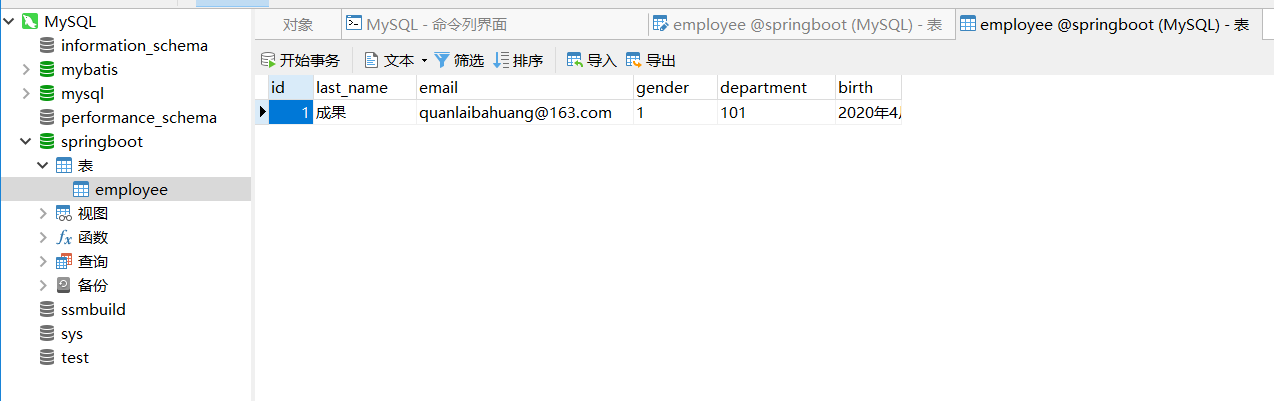 MySQL
information_schema
mybatis
mysql
performance_schema
springboot
表
employee
视图
fx 函数
查询
备份
ssmbuild
sys
test
对象 MySQL - 命令列界面 employee @springboot (MySQL) - 表 employee @springboot (MySQL) - 表
开始事务 文本 筛选 排序 导入 导出
id last_name email gender department birth
1 成果 quanlaibahuang@163.com 1 101 2020年4